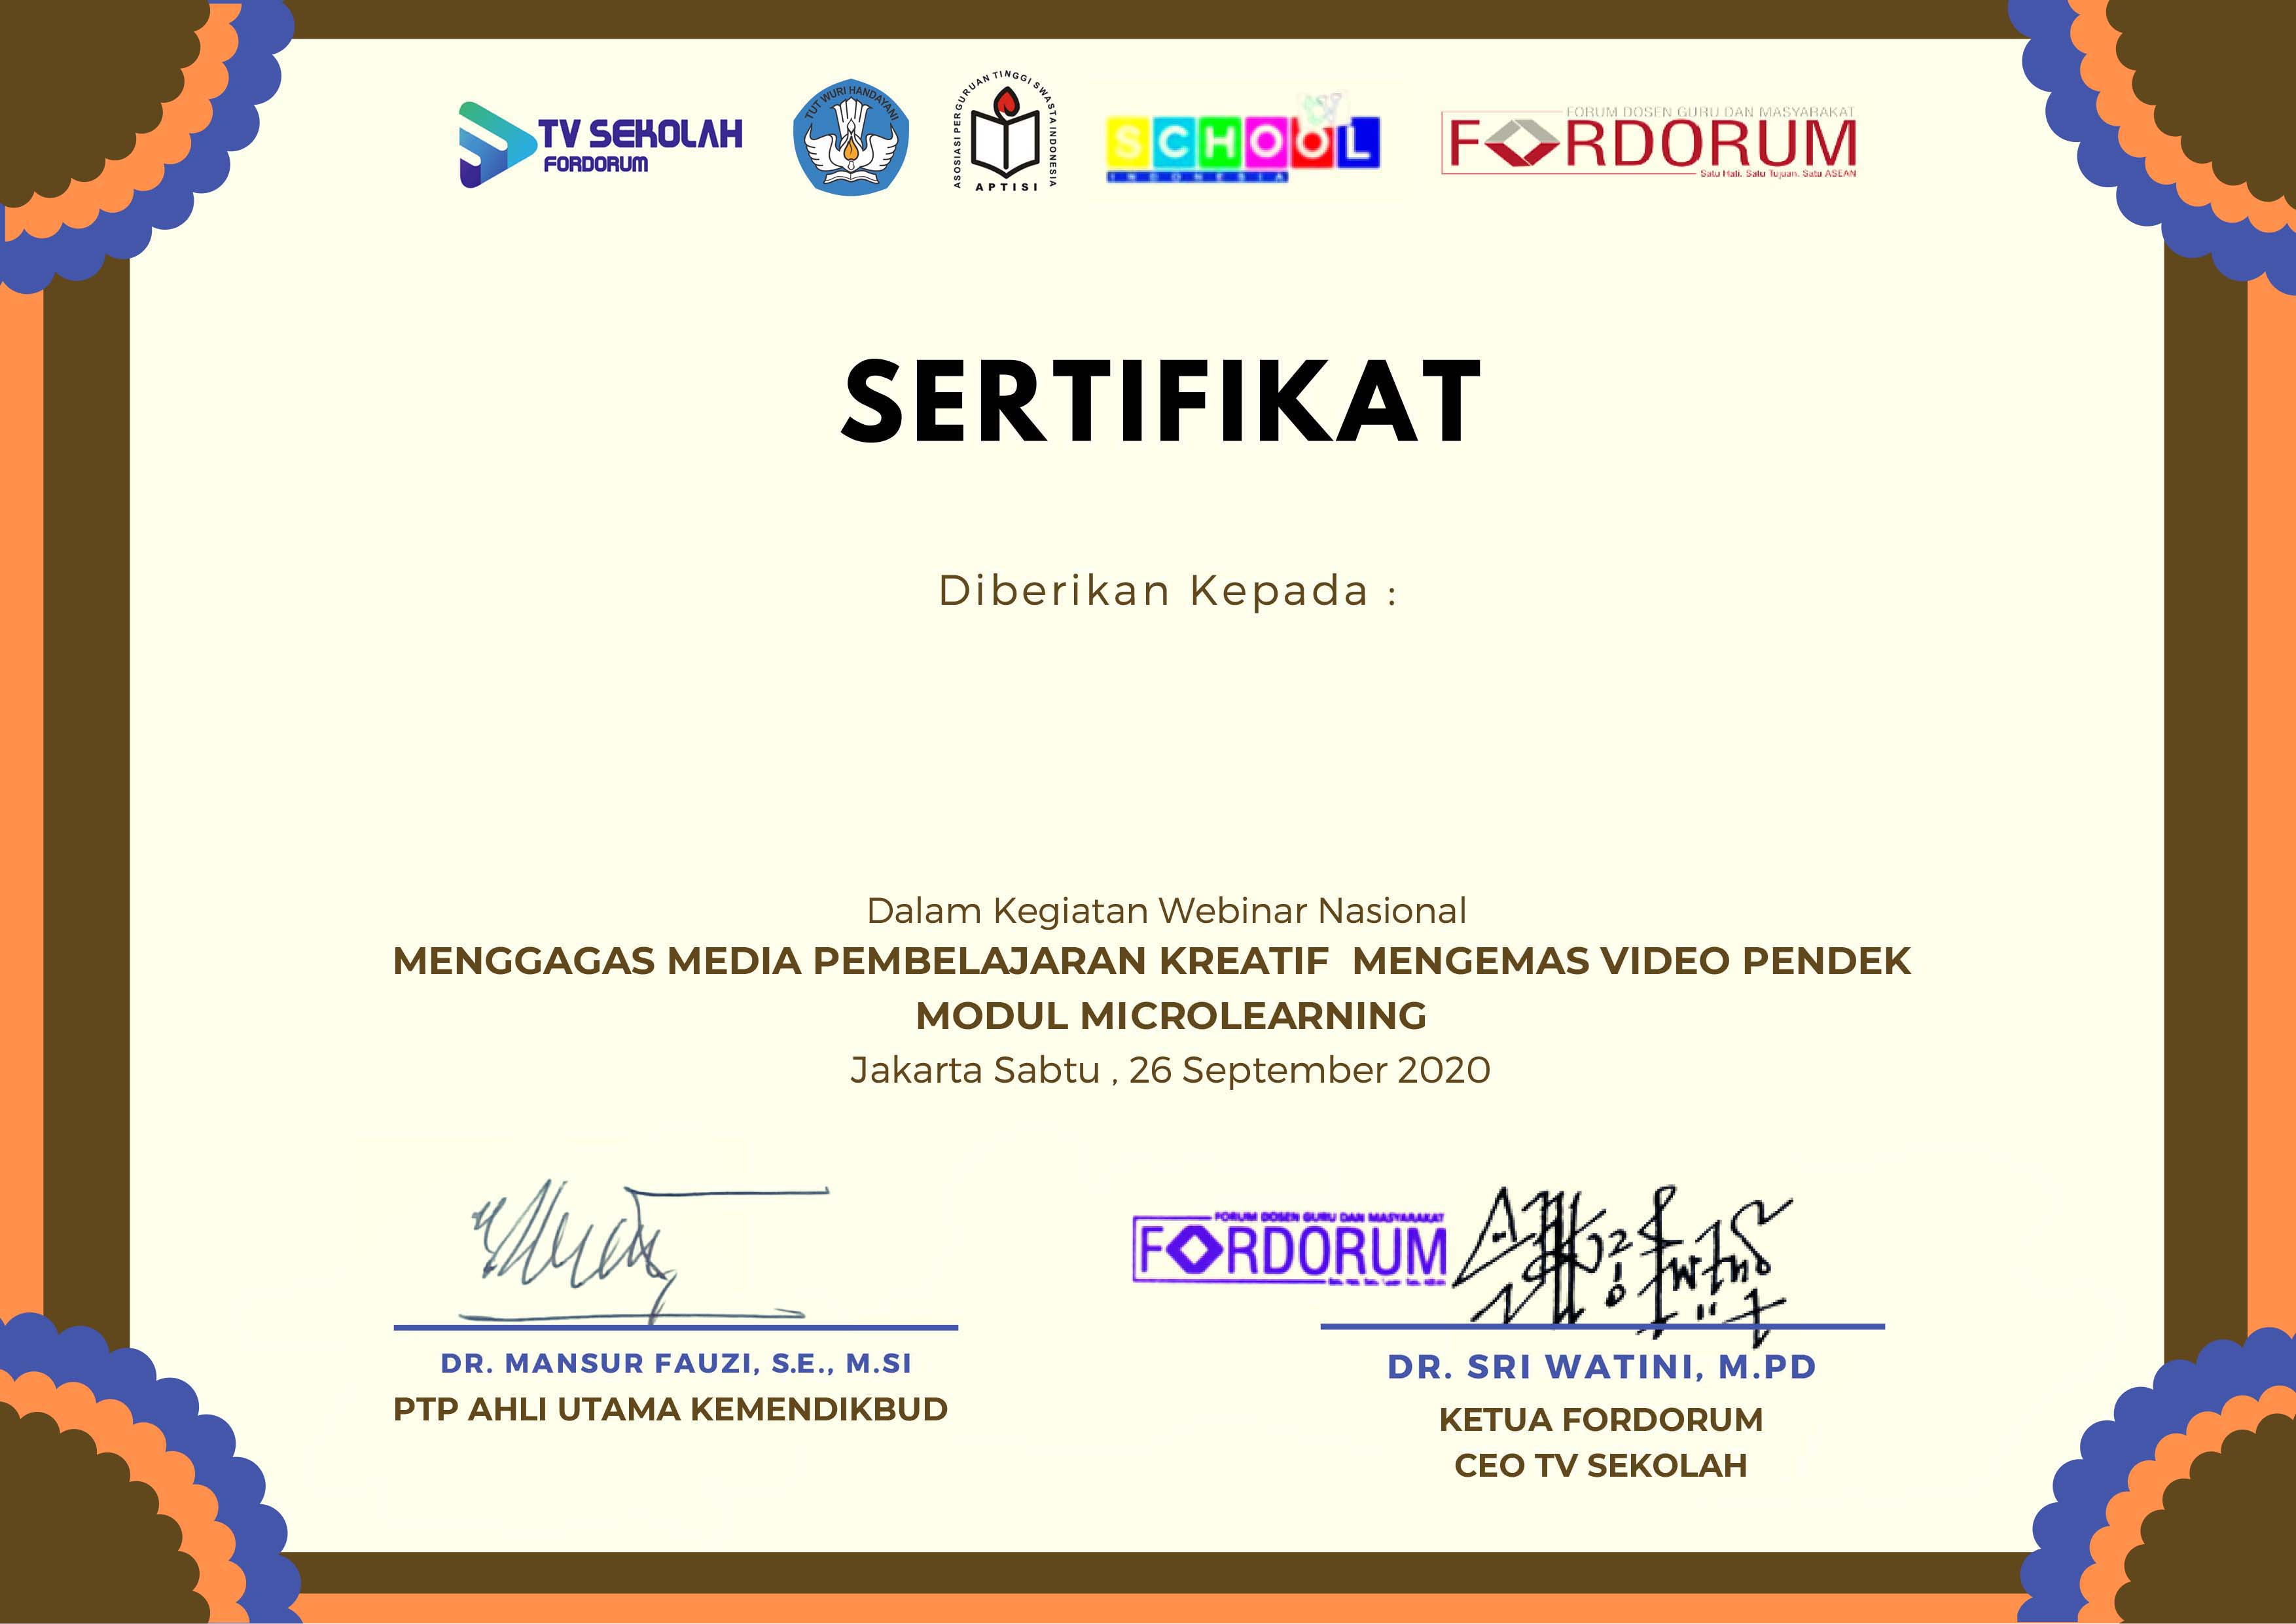 TV SEKOLAH
FORDORUM
TUT WURI HANDAYANI
ASOSIASI PERGURUAN TINGGI SWASTA INDONESIA
APTISI
SCHOOL
INDONESIA
FORUM DOSEN GURU DAN MASYARAKAT
FORDORUM
Satu Hati. Satu Tujuan. Satu ASEAN
SERTIFIKAT
Diberikan Kepada :
Dalam Kegiatan Webinar Nasional
MENGGAGAS MEDIA PEMBELAJARAN KREATIF  MENGEMAS VIDEO PENDEK
MODUL MICROLEARNING
Jakarta Sabtu , 26 September 2020
FORUM DOSEN GURU DAN MASYARAKAT
FORDORUM
DR. MANSUR FAUZI, S.E., M.SI
PTP AHLI UTAMA KEMENDIKBUD
DR. SRI WATINI, M.PD
KETUA FORDORUM
CEO TV SEKOLAH